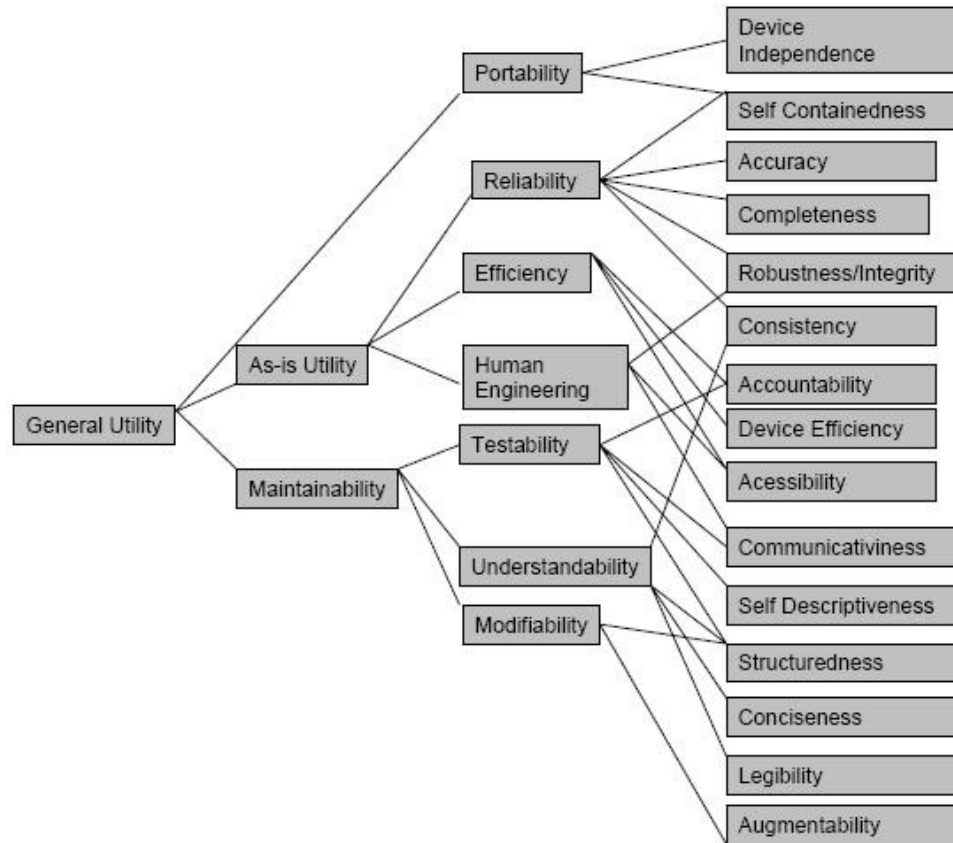 General Utility
As-is Utility
Maintainability
Portability
Reliability
Efficiency
Human
Engineering
Testability
Understandability
Modifiability
Device
Independence
Self Containedness
Accuracy
Completeness
Robustness/Integrity
Consistency
Accountability
Device Efficiency
Acessibility
Communicativiness
Self Descriptiveness
Structuredness
Conciseness
Legibility
Augmentability